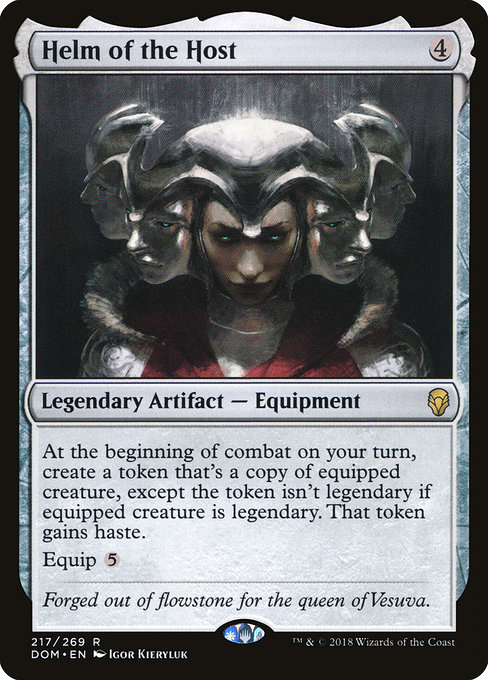 Helm of the Host 4
Legendary Artifact — Equipment
At the beginning of combat on your turn,
create a token that's a copy of equipped
creature, except the token isn't legendary if
equipped creature is legendary. That token
gains haste.
Equip 5
Forged out of flowstone for the queen of Vesuva.
217/269 R
DOM • EN Igor Kieryluk
™ & © 2018 Wizards of the Coast